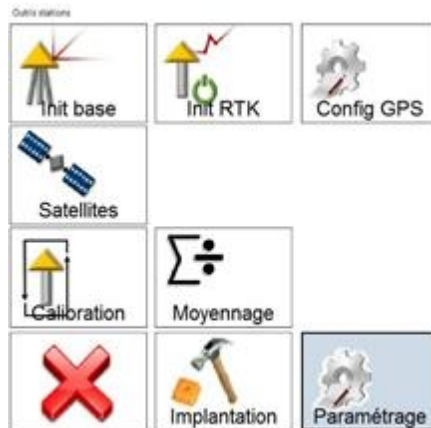 Outils stations
Init base
Init RTK
Config GPS
Satellites
Calibration
Moyennage
Implantation
Paramétrage